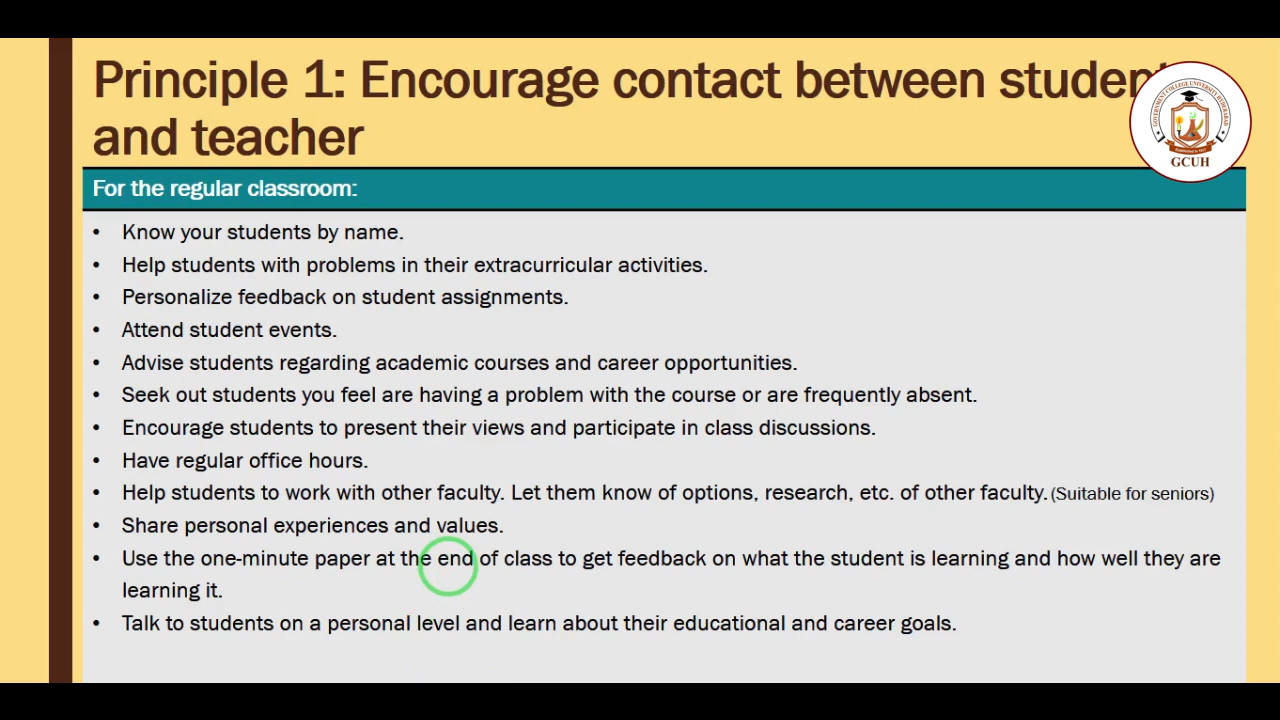 Principle 1: Encourage contact between student
and teacher
GOVERNMENT COLLEGE UNIVERSITY HYDERABAD
GCUH
For the regular classroom:
• Know your students by name.
• Help students with problems in their extracurricular activities.
• Personalize feedback on student assignments.
• Attend student events.
• Advise students regarding academic courses and career opportunities.
• Seek out students you feel are having a problem with the course or are frequently absent.
• Encourage students to present their views and participate in class discussions.
• Have regular office hours.
• Help students to work with other faculty. Let them know of options, research, etc. of other faculty. (Suitable for seniors)
• Share personal experiences and values.
• Use the one-minute paper at the end of class to get feedback on what the student is learning and how well they are
learning it.
• Talk to students on a personal level and learn about their educational and career goals.